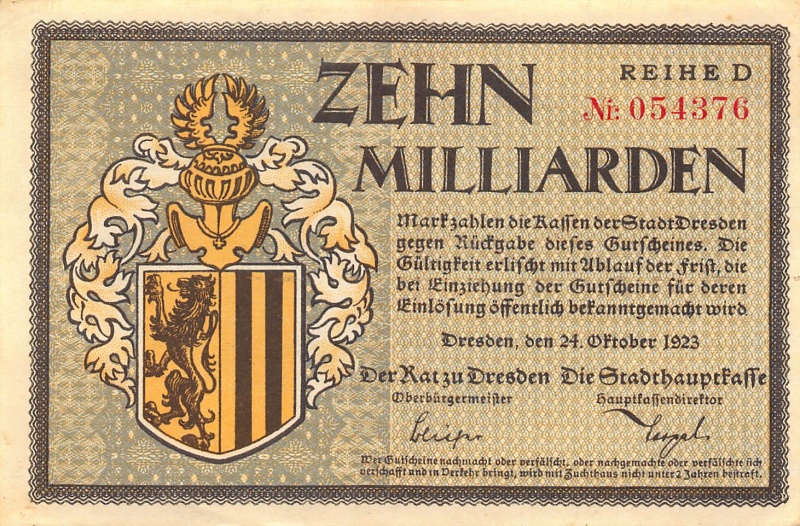 ZEHN
REIHE D
№: 054376
MILLIARDEN
Mark zahlen die Kassen der Stadt Dresden
gegen Rückgabe dieses Gutscheines. Die
Gültigkeit erlischt mit Ablauf der Frist, die
bei Einziehung der Gutscheine für deren
Einlösung öffentlich bekanntgemacht wird
Dresden, den 24. Oktober 1923
Der Rat zu Dresden Die Stadthauptkasse
Oberbürgermeister Hauptkassendirektor
Wer Gutscheine nachmacht oder verfälscht, oder nachgemachte oder verfälschte sich
verschafft und in Verkehr bringt, wird mit Zuchthaus nicht unter 2 Jahren bestraft.